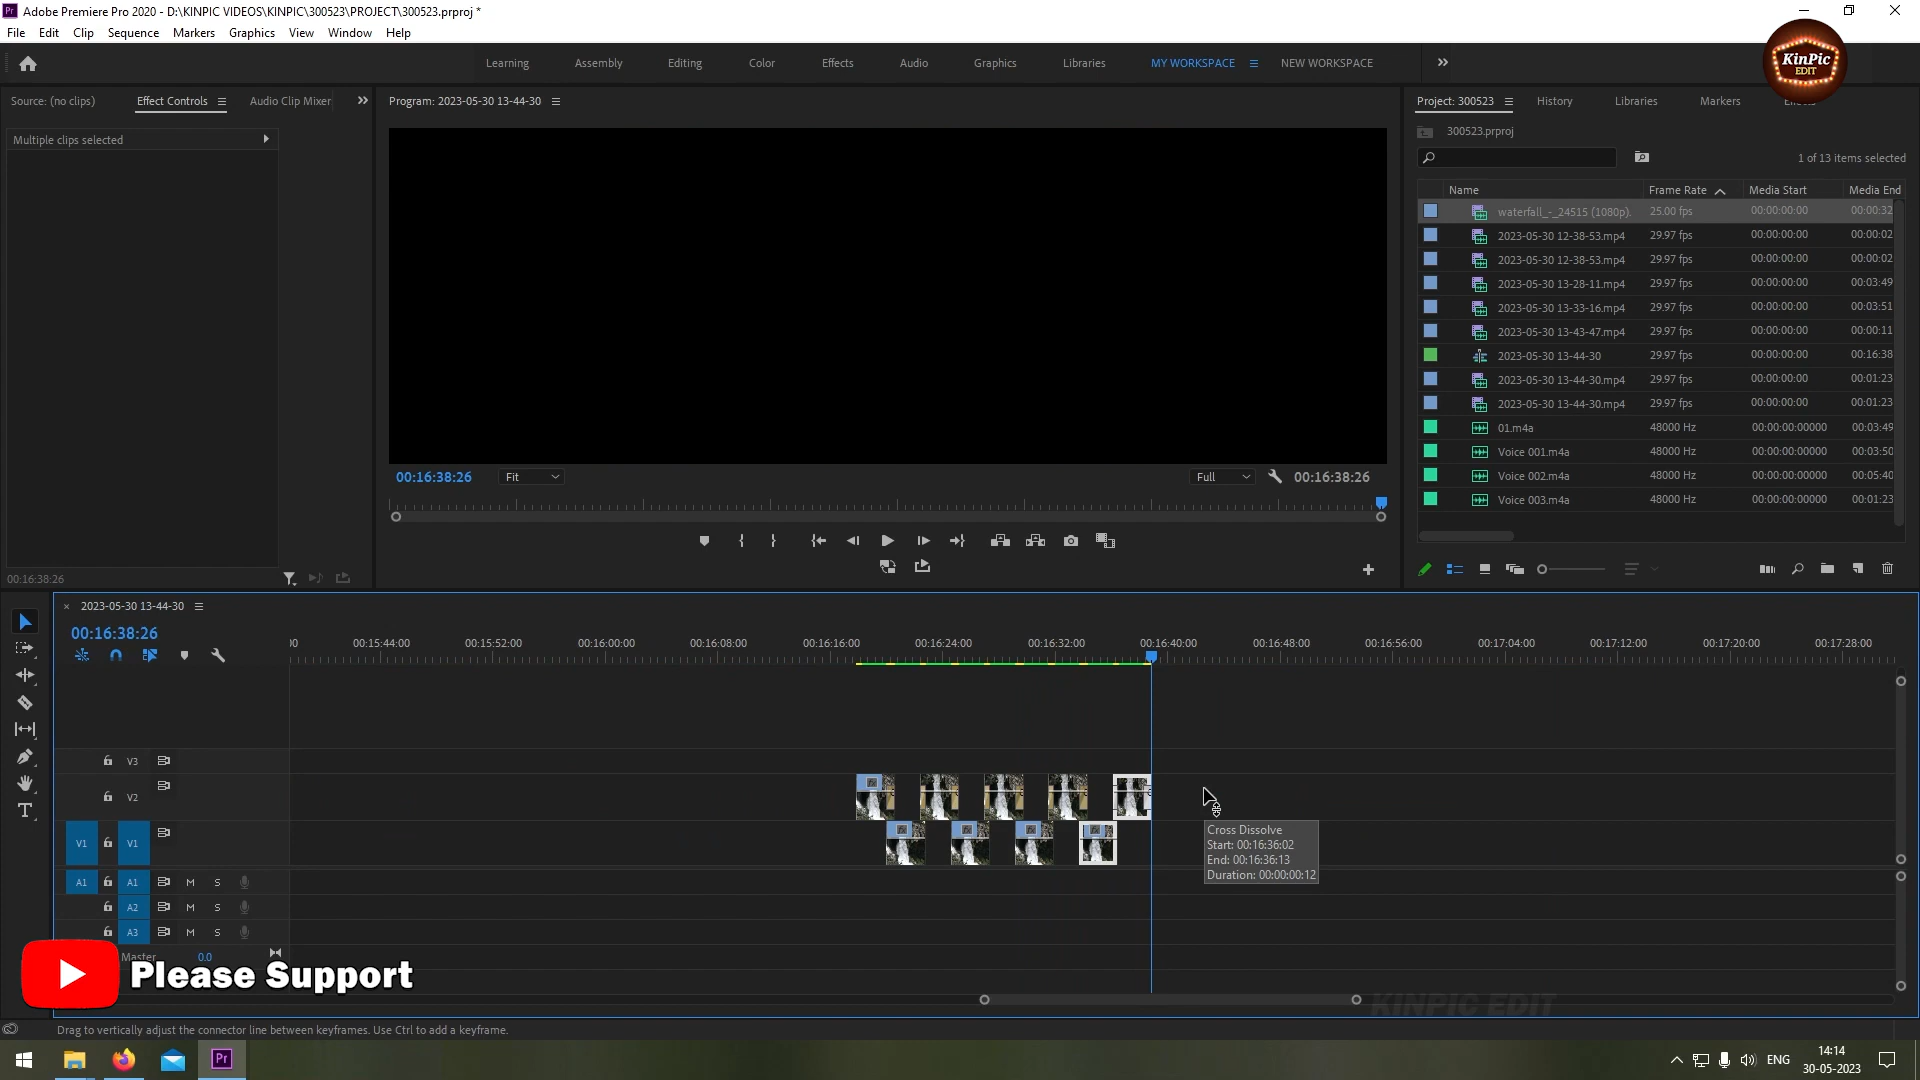 Adobe Premiere Pro 2020 - D:\KINPIC VIDEOS\KINPIC\300523\PROJECT\300523.prproj *
File Edit Clip Sequence Markers Graphics View Window Help
Learning Assembly Editing Color Effects Audio Graphics Libraries MY WORKSPACE NEW WORKSPACE
KinPic
EDIT
Source: (no clips) Effect Controls Audio Clip Mixer
Multiple clips selected
00:16:38:26
Program: 2023-05-30 13-44-30
00:16:38:26 Fit Full 00:16:38:26
Project: 300523 History Libraries Markers Effects
300523.prproj
1 of 13 items selected
Name Frame Rate Media Start Media End
waterfall_-_24515 (1080p). 25.00 fps 00:00:00:00 00:00:32
2023-05-30 12-38-53.mp4 29.97 fps 00:00:00:00 00:00:02
2023-05-30 12-38-53.mp4 29.97 fps 00:00:00:00 00:00:02
2023-05-30 13-28-11.mp4 29.97 fps 00:00:00:00 00:03:49
2023-05-30 13-33-16.mp4 29.97 fps 00:00:00:00 00:03:51
2023-05-30 13-43-47.mp4 29.97 fps 00:00:00:00 00:00:11
2023-05-30 13-44-30 29.97 fps 00:00:00:00 00:16:38
2023-05-30 13-44-30.mp4 29.97 fps 00:00:00:00 00:01:23
2023-05-30 13-44-30.mp4 29.97 fps 00:00:00:00 00:01:23
01.m4a 48000 Hz 00:00:00:00000 00:03:49
Voice 001.m4a 48000 Hz 00:00:00:00000 00:03:50
Voice 002.m4a 48000 Hz 00:00:00:00000 00:05:40
Voice 003.m4a 48000 Hz 00:00:00:00000 00:01:23
2023-05-30 13-44-30
00:16:38:26
00:15:44:00 00:15:52:00 00:16:00:00 00:16:08:00 00:16:16:00 00:16:24:00 00:16:32:00 00:16:40:00 00:16:48:00 00:16:56:00 00:17:04:00 00:17:12:00 00:17:20:00 00:17:28:00
V3
V2
V1 V1
A1 A1 M S
A2 M S
A3 M S
Master 0.0
Cross Dissolve
Start: 00:16:36:02
End: 00:16:36:13
Duration: 00:00:00:12
Please Support
KINPIC EDIT
Drag to vertically adjust the connector line between keyframes. Use Ctrl to add a keyframe.
Pr
ENG
14:14
30-05-2023